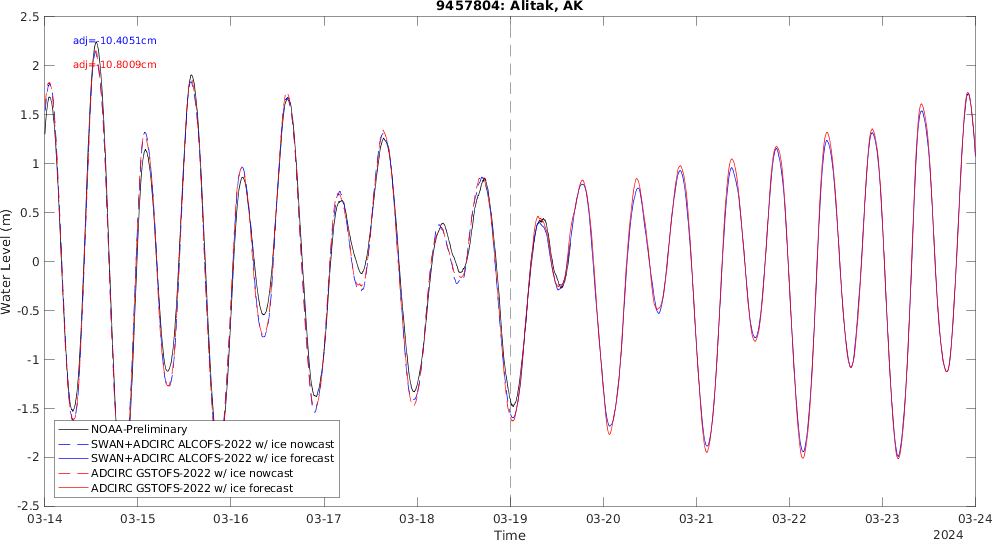 9457804: Alitak, AK
adj=-10.4051cm
adj=-10.8009cm
Water Level (m)
2.5
2
1.5
1
0.5
0
-0.5
-1
-1.5
-2
-2.5
NOAA-Preliminary
SWAN+ADCIRC ALCOFS-2022 w/ ice nowcast
SWAN+ADCIRC ALCOFS-2022 w/ ice forecast
ADCIRC GSTOFS-2022 w/ ice nowcast
ADCIRC GSTOFS-2022 w/ ice forecast
03-14 03-15 03-16 03-17 03-18 03-19 03-20 03-21 03-22 03-23 03-24
Time
2024